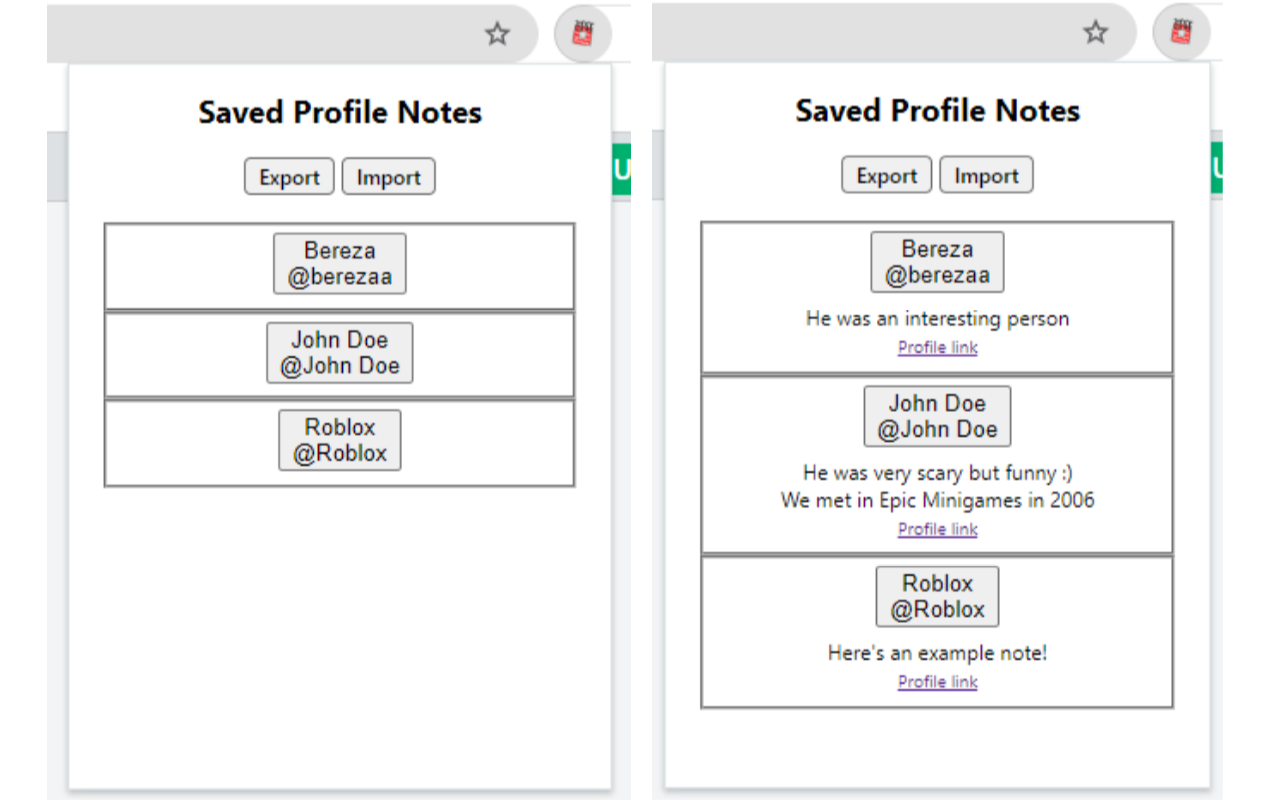 Saved Profile Notes
Export Import
Bereza
@berezaa
John Doe
@John Doe
Roblox
@Roblox
U
Saved Profile Notes
Export Import
Bereza
@berezaa
He was an interesting person
Profile link
John Doe
@John Doe
He was very scary but funny :)
We met in Epic Minigames in 2006
Profile link
Roblox
@Roblox
Here's an example note!
Profile link
U